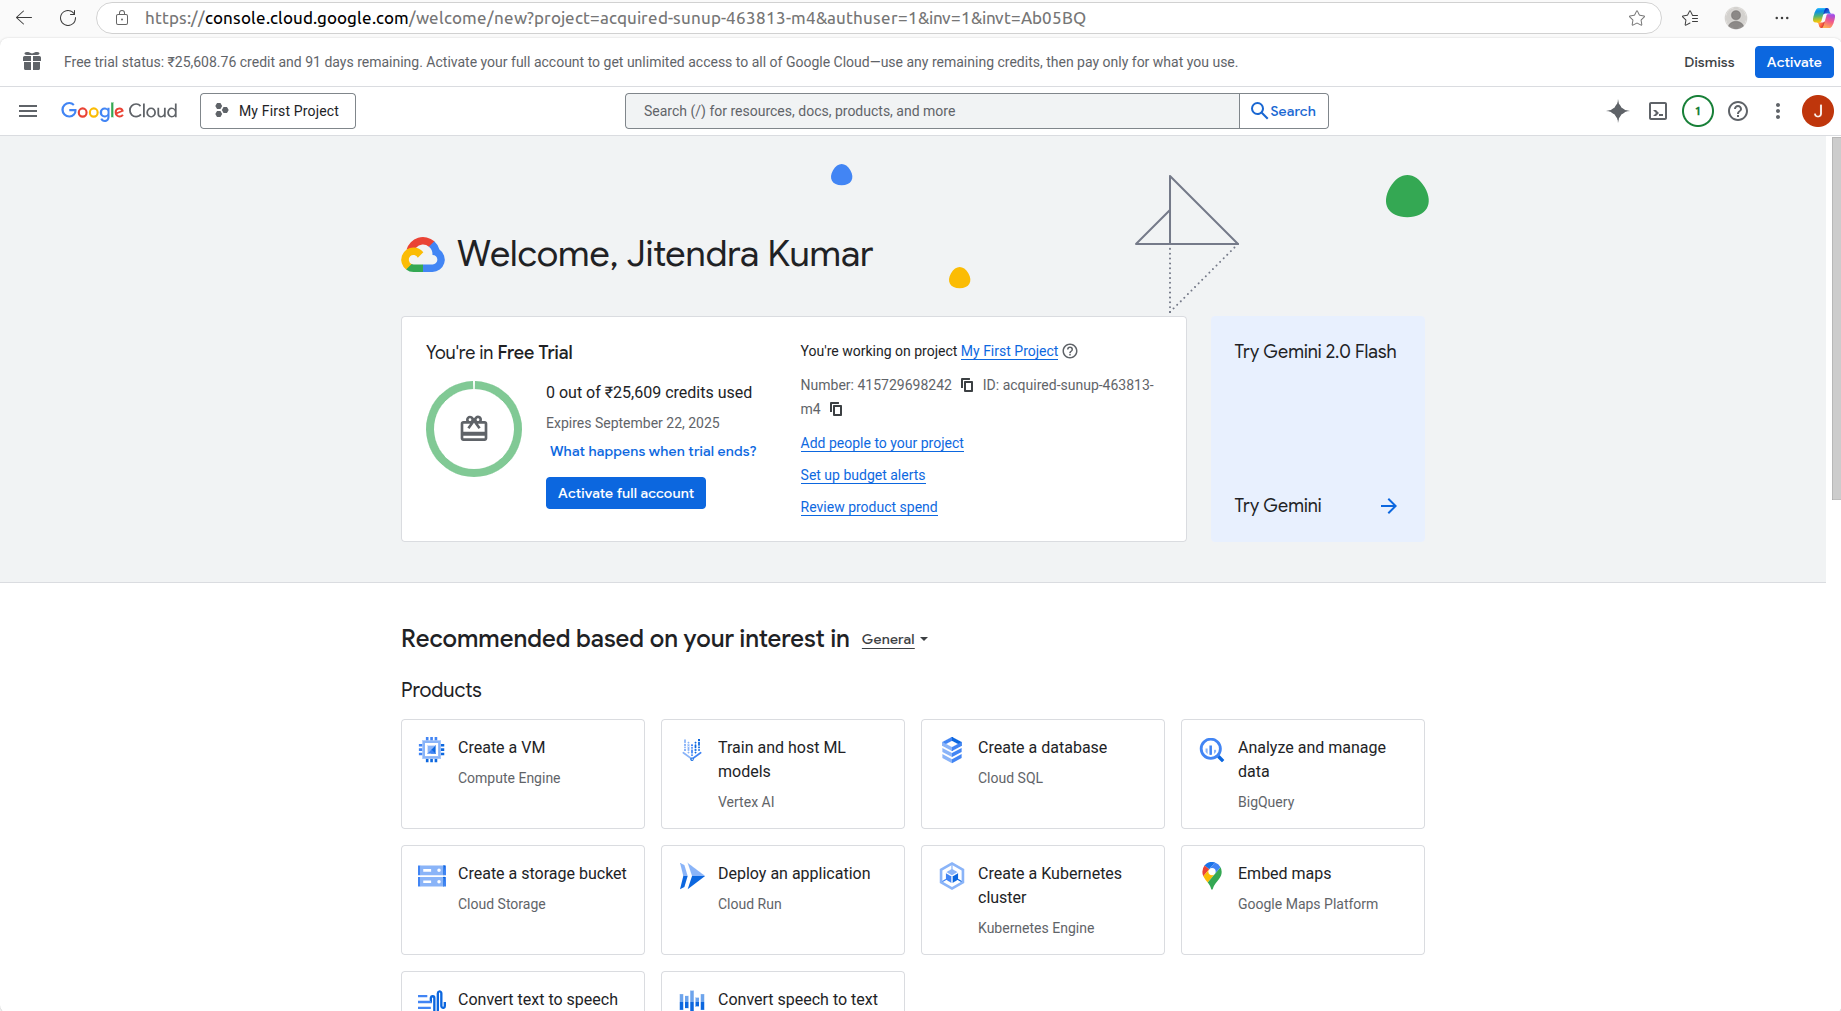 https://console.cloud.google.com/welcome/new?project=acquired-sunup-463813-m4&authuser=1&inv=1&invt=Ab05BQ
Free trial status: ₹25,608.76 credit and 91 days remaining. Activate your full account to get unlimited access to all of Google Cloud—use any remaining credits, then pay only for what you use.
Dismiss
Activate
Google Cloud
My First Project
Search (/) for resources, docs, products, and more
Search
1
J
Welcome, Jitendra Kumar
You're in Free Trial
0 out of ₹25,609 credits used
Expires September 22, 2025
What happens when trial ends?
Activate full account
You're working on project My First Project
Number: 415729698242 ID: acquired-sunup-463813-
m4
Add people to your project
Set up budget alerts
Review product spend
Try Gemini 2.0 Flash
Try Gemini
Recommended based on your interest in General
Products
Create a VM
Compute Engine
Train and host ML
models
Vertex AI
Create a database
Cloud SQL
Analyze and manage
data
BigQuery
Create a storage bucket
Cloud Storage
Deploy an application
Cloud Run
Create a Kubernetes
cluster
Kubernetes Engine
Embed maps
Google Maps Platform
Convert text to speech
Convert speech to text